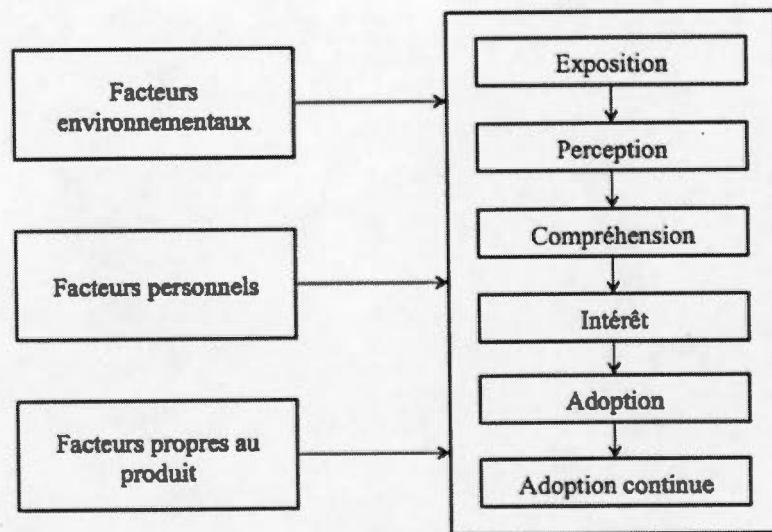 Facteurs
environnementaux
Facteurs personnels
Facteurs propres au
produit
Exposition
Perception
Compréhension
Intérêt
Adoption
Adoption continue